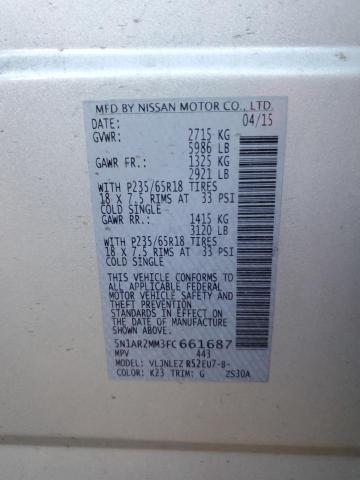 MFD BY NISSAN MOTOR CO., LTD.
DATE: 04/15
GVWR: 2715 KG
5986 LB
GAWR FR: 1325 KG
2921 LB
WITH P235/65R18 TIRES
18 X 7.5 RIMS AT 33 PSI
COLD SINGLE
GAWR RR: 1415 KG
3120 LB
WITH P235/65R18 TIRES
18 X 7.5 RIMS AT 33 PSI
COLD SINGLE
THIS VEHICLE CONFORMS TO
ALL APPLICABLE FEDERAL
MOTOR VEHICLE SAFETY
STANDARDS IN EFFECT ON
THE DATE OF MANUFACTURE
SHOWN ABOVE.
5N1AR2MM3FC661687
MPV 443
MODEL: VLJNLEZ R52EU7-B-
COLOR: K23 TRIM: G ZS30A